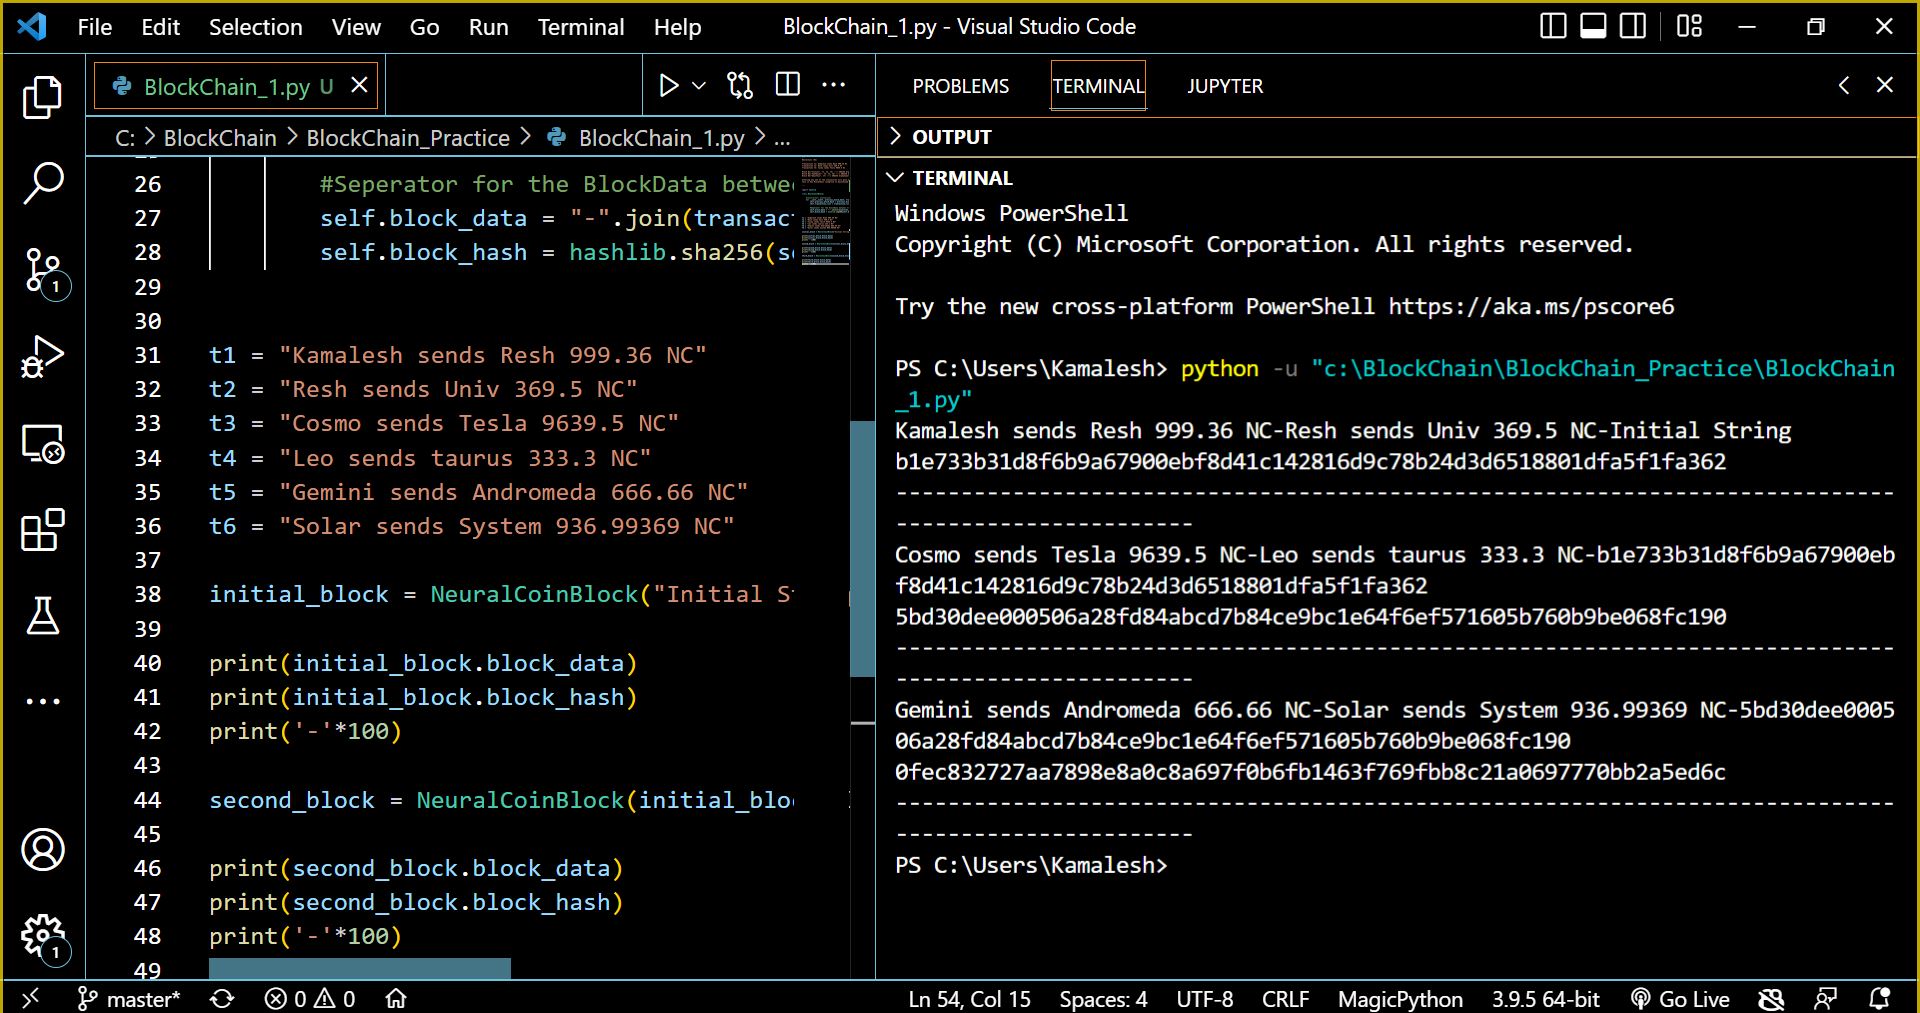 File Edit Selection View Go Run Terminal Help BlockChain_1.py - Visual Studio Code
BlockChain_1.py U
C: > BlockChain > BlockChain_Practice > BlockChain_1.py > ...
26 #Seperator for the BlockData betwe
27 self.block_data = "-".join(transac
28 self.block_hash = hashlib.sha256(s
29
30
31 t1 = "Kamalesh sends Resh 999.36 NC"
32 t2 = "Resh sends Univ 369.5 NC"
33 t3 = "Cosmo sends Tesla 9639.5 NC"
34 t4 = "Leo sends taurus 333.3 NC"
35 t5 = "Gemini sends Andromeda 666.66 NC"
36 t6 = "Solar sends System 936.99369 NC"
37
38 initial_block = NeuralCoinBlock("Initial S
39
40 print(initial_block.block_data)
41 print(initial_block.block_hash)
42 print('-'*100)
43
44 second_block = NeuralCoinBlock(initial_blo
45
46 print(second_block.block_data)
47 print(second_block.block_hash)
48 print('-'*100)
49
PROBLEMS TERMINAL JUPYTER
OUTPUT
TERMINAL
Windows PowerShell
Copyright (C) Microsoft Corporation. All rights reserved.
Try the new cross-platform PowerShell https://aka.ms/pscore6
PS C:\Users\Kamalesh> python -u "c:\BlockChain\BlockChain_Practice\BlockChain
_1.py"
Kamalesh sends Resh 999.36 NC-Resh sends Univ 369.5 NC-Initial String
b1e733b31d8f6b9a67900ebf8d41c142816d9c78b24d3d6518801dfa5f1fa362
-----------------------------------------------------------------------------
-----------------------
Cosmo sends Tesla 9639.5 NC-Leo sends taurus 333.3 NC-b1e733b31d8f6b9a67900eb
f8d41c142816d9c78b24d3d6518801dfa5f1fa362
5bd30dee000506a28fd84abcd7b84ce9bc1e64f6ef571605b760b9be068fc190
-----------------------------------------------------------------------------
-----------------------
Gemini sends Andromeda 666.66 NC-Solar sends System 936.99369 NC-5bd30dee0005
06a28fd84abcd7b84ce9bc1e64f6ef571605b760b9be068fc190
0fec832727aa7898e8a0c8a697f0b6fb1463f769fbb8c21a0697770bb2a5ed6c
-----------------------------------------------------------------------------
-----------------------
PS C:\Users\Kamalesh>
1
1
master* 0 0 Ln 54, Col 15 Spaces: 4 UTF-8 CRLF MagicPython 3.9.5 64-bit Go Live